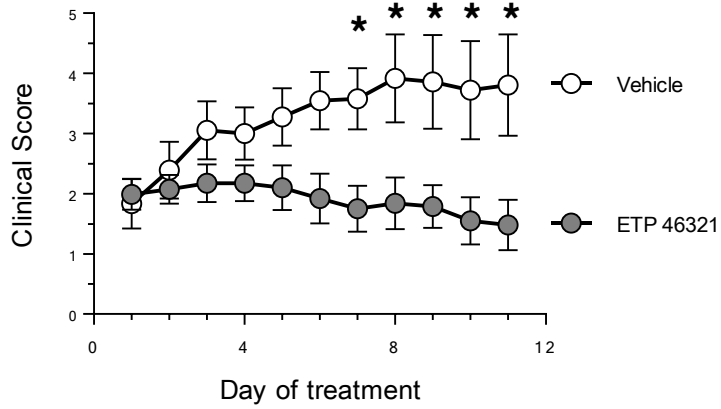 5
4
3
2
1
0
Clinical Score
* * * * *
Vehicle
ETP 46321
0 4 8 12
Day of treatment